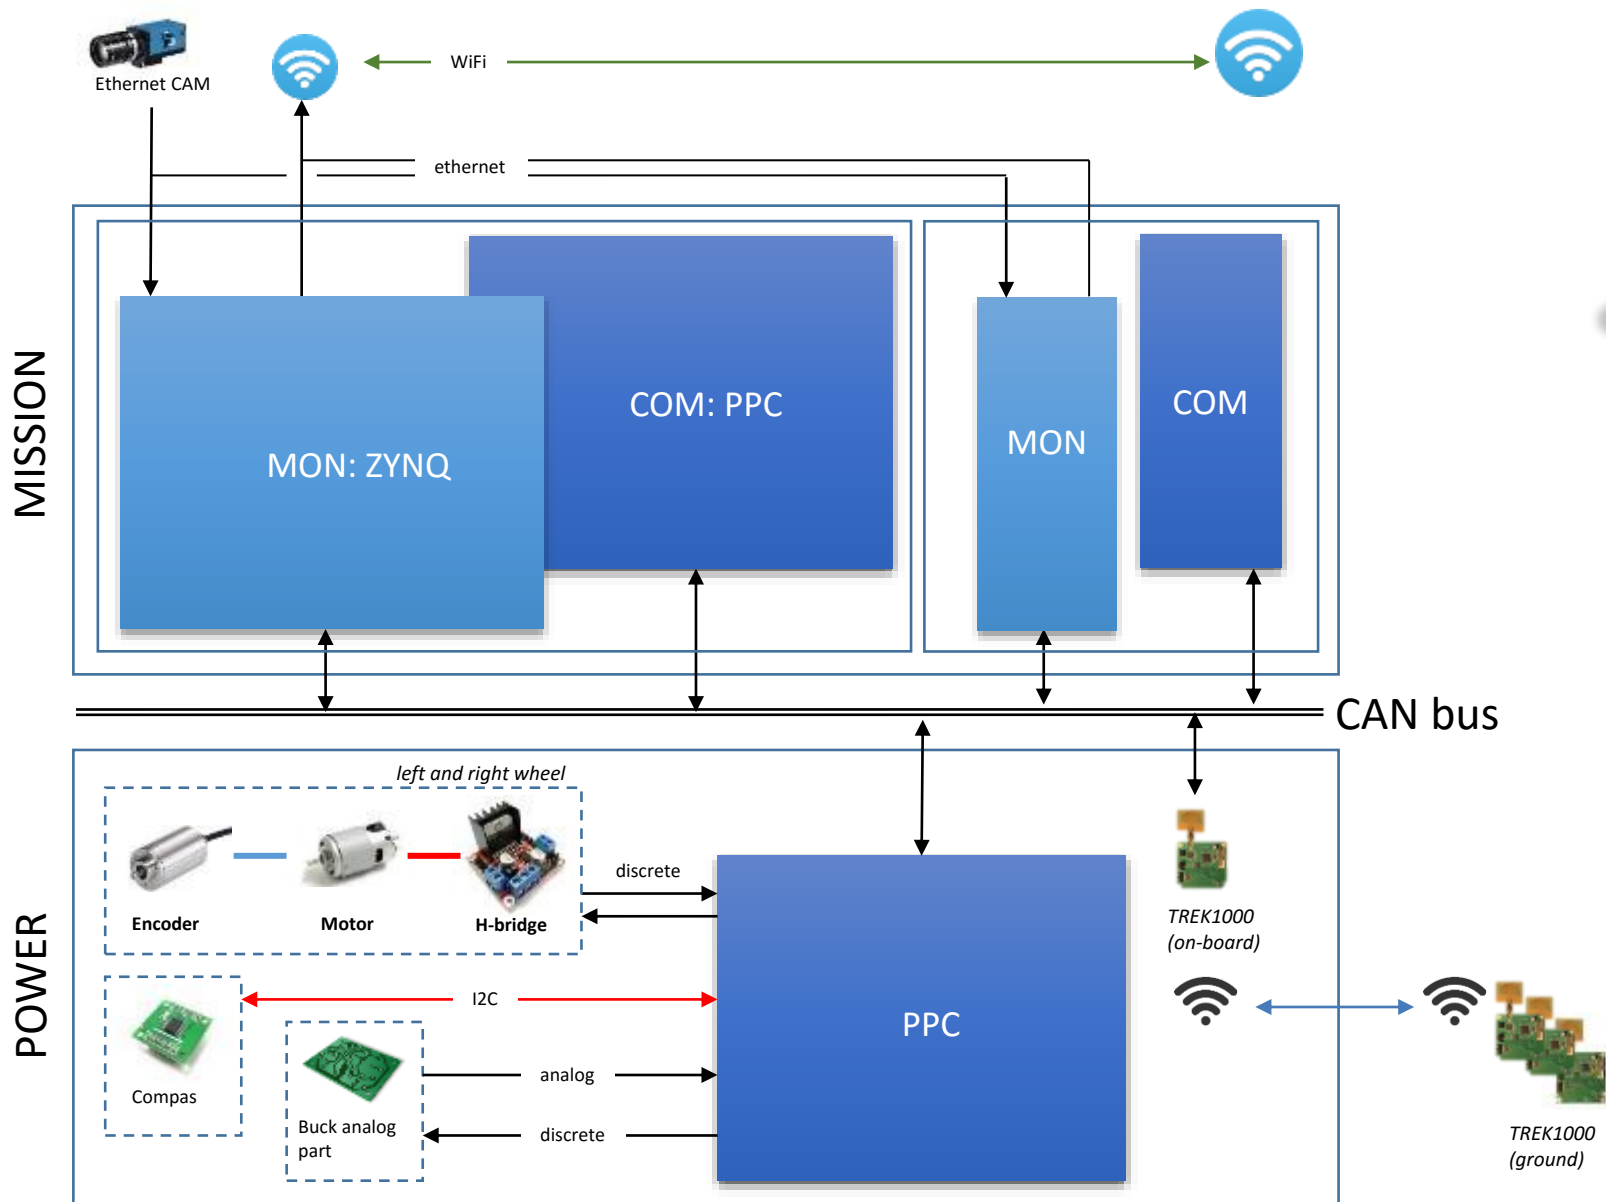 Ethernet CAM
WiFi
ethernet
MISSION
MON: ZYNQ
COM: PPC
MON
COM
CAN bus
POWER
left and right wheel
Encoder
Motor
H-bridge
discrete
I2C
Compas
Buck analog
part
analog
discrete
PPC
TREK1000
(on-board)
TREK1000
(ground)